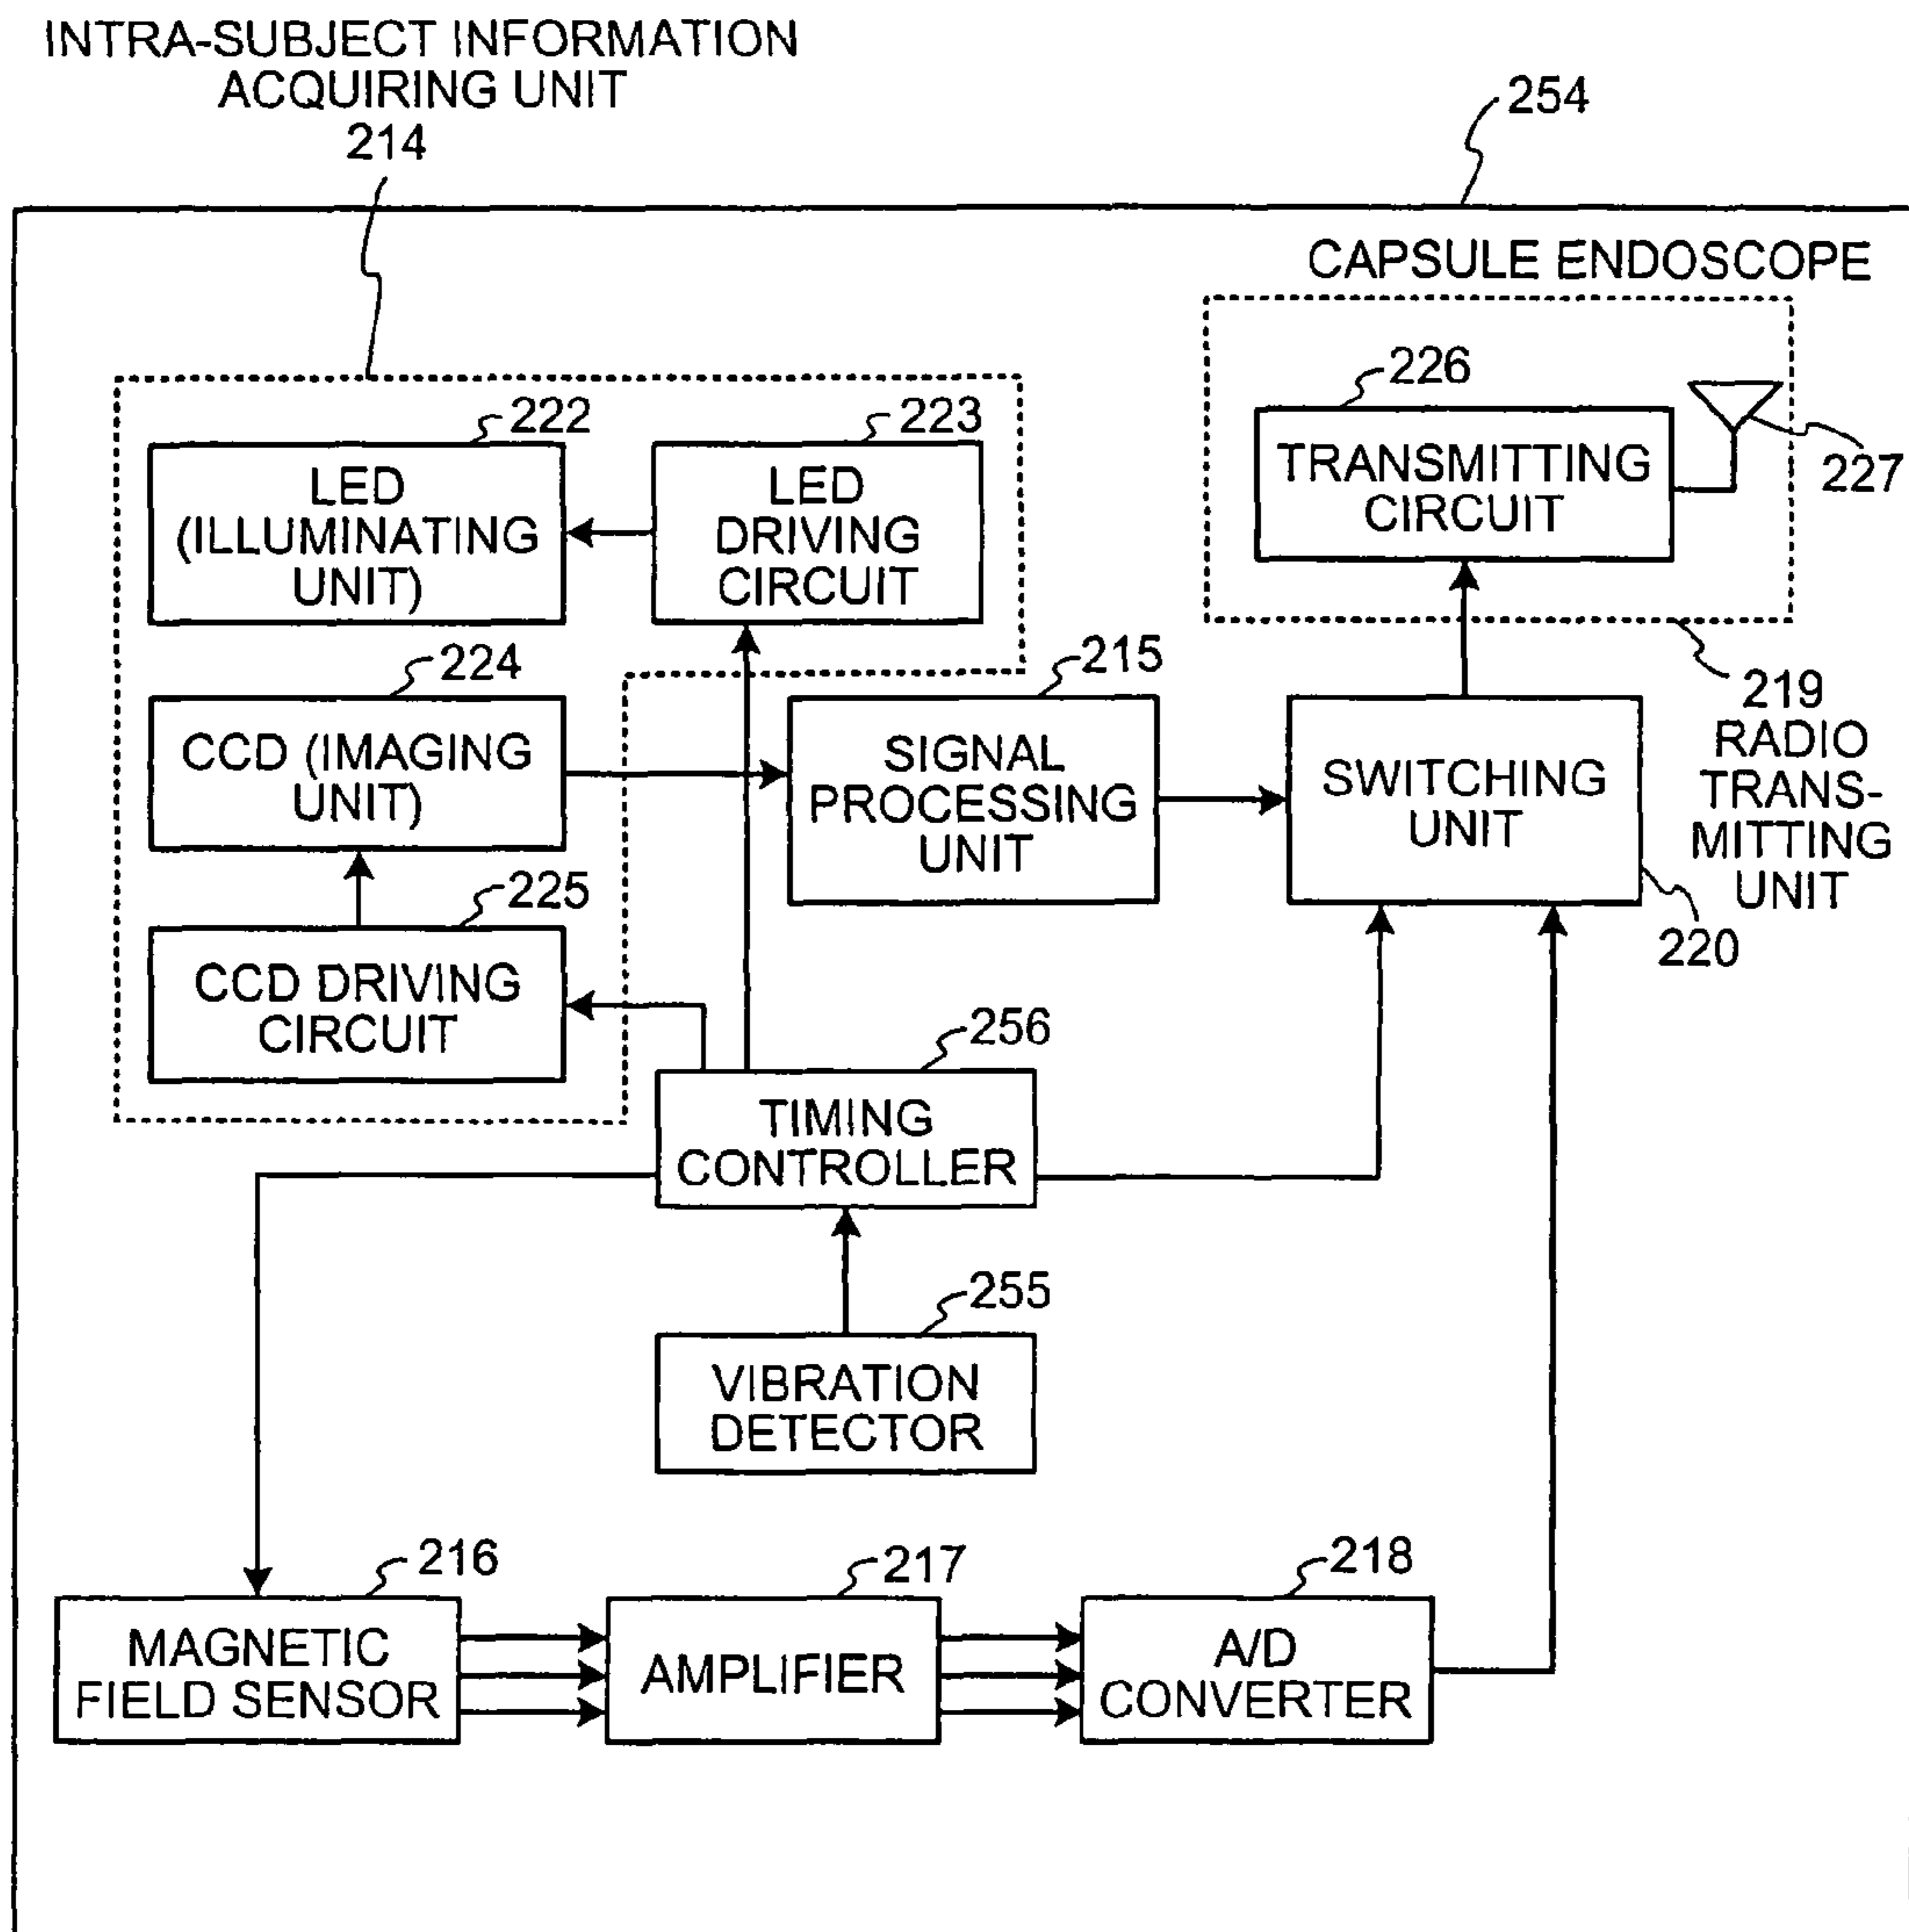 INTRA-SUBJECT INFORMATION
ACQUIRING UNIT
214
254
CAPSULE ENDOSCOPE
222
LED
(ILLUMINATING
UNIT)
223
LED
DRIVING
CIRCUIT
226
TRANSMITTING
CIRCUIT
227
219
RADIO
TRANS-
MITTING
UNIT
224
CCD (IMAGING
UNIT)
215
SIGNAL
PROCESSING
UNIT
SWITCHING
UNIT
220
225
CCD DRIVING
CIRCUIT
256
TIMING
CONTROLLER
255
VIBRATION
DETECTOR
216
MAGNETIC
FIELD SENSOR
217
AMPLIFIER
218
A/D
CONVERTER